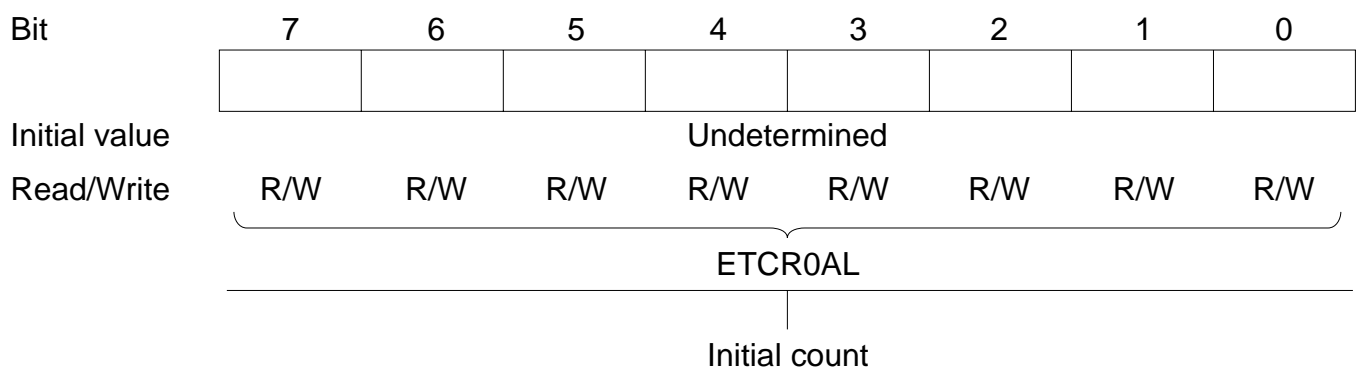 Bit 7 6 5 4 3 2 1 0
Initial value Undetermined
Read/Write R/W R/W R/W R/W R/W R/W R/W R/W
ETCR0AL
Initial count